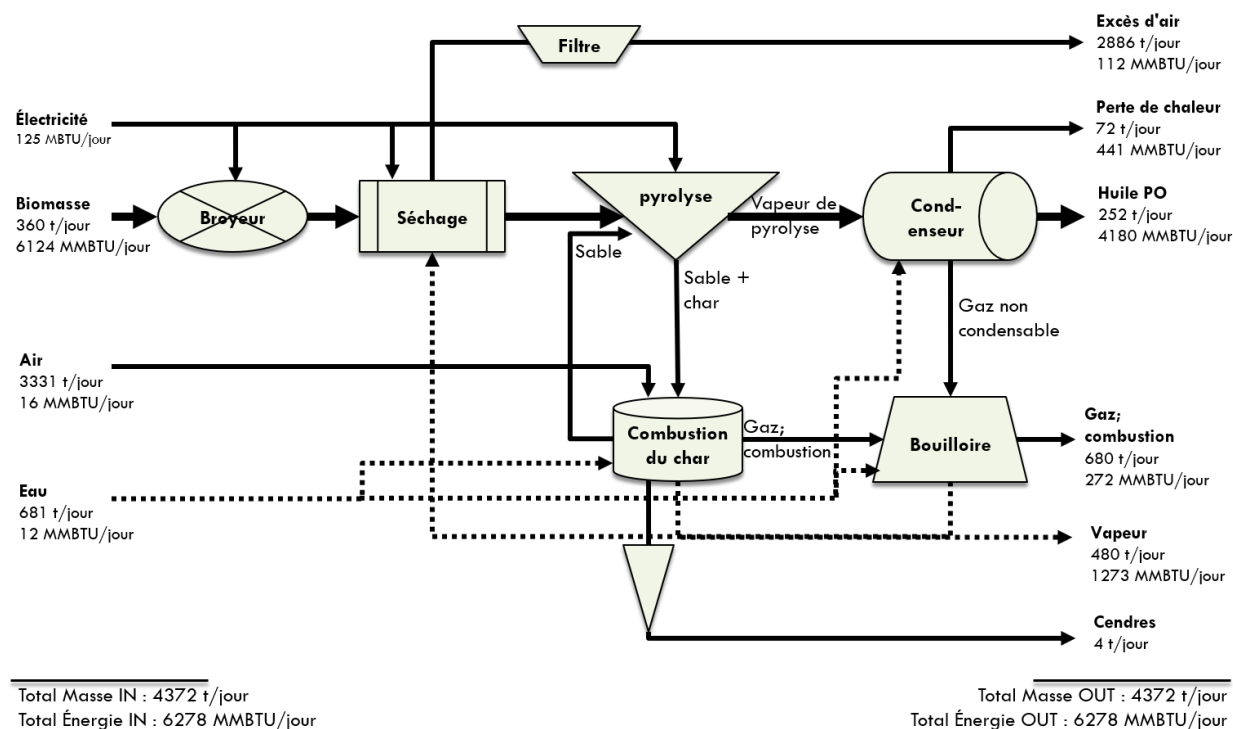 Excès d'air
2886 t/jour
112 MMBTU/jour
Filtre
Électricité
125 MBTU/jour
Perte de chaleur
72 t/jour
441 MMBTU/jour
Biomasse
360 t/jour
6124 MMBTU/jour
Broyeur
Séchage
pyrolyse
Vapeur de
pyrolyse
Cond-
enseur
Huile PO
252 t/jour
4180 MMBTU/jour
Sable
Sable +
char
Gaz non
condensable
Air
3331 t/jour
16 MMBTU/jour
Combustion
du char
Gaz;
combustion
Bouilloire
Gaz;
combustion
680 t/jour
272 MMBTU/jour
Eau
681 t/jour
12 MMBTU/jour
Vapeur
480 t/jour
1273 MMBTU/jour
Cendres
4 t/jour
Total Masse IN : 4372 t/jour
Total Énergie IN : 6278 MMBTU/jour
Total Masse OUT : 4372 t/jour
Total Énergie OUT : 6278 MMBTU/jour